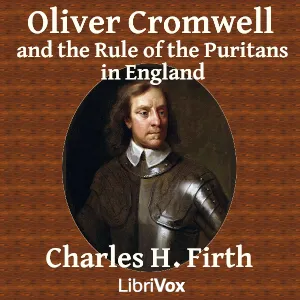 Oliver Cromwell
and the Rule of the Puritans
in England
Charles H. Firth
LibriVox